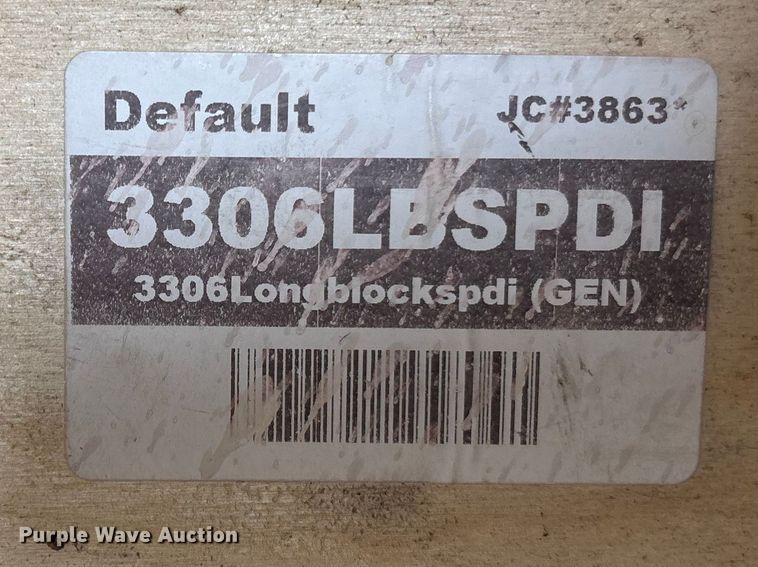 Default JC#3863*
3306LBSPDI
3306Longblockspdi (GEN)
Purple Wave Auction